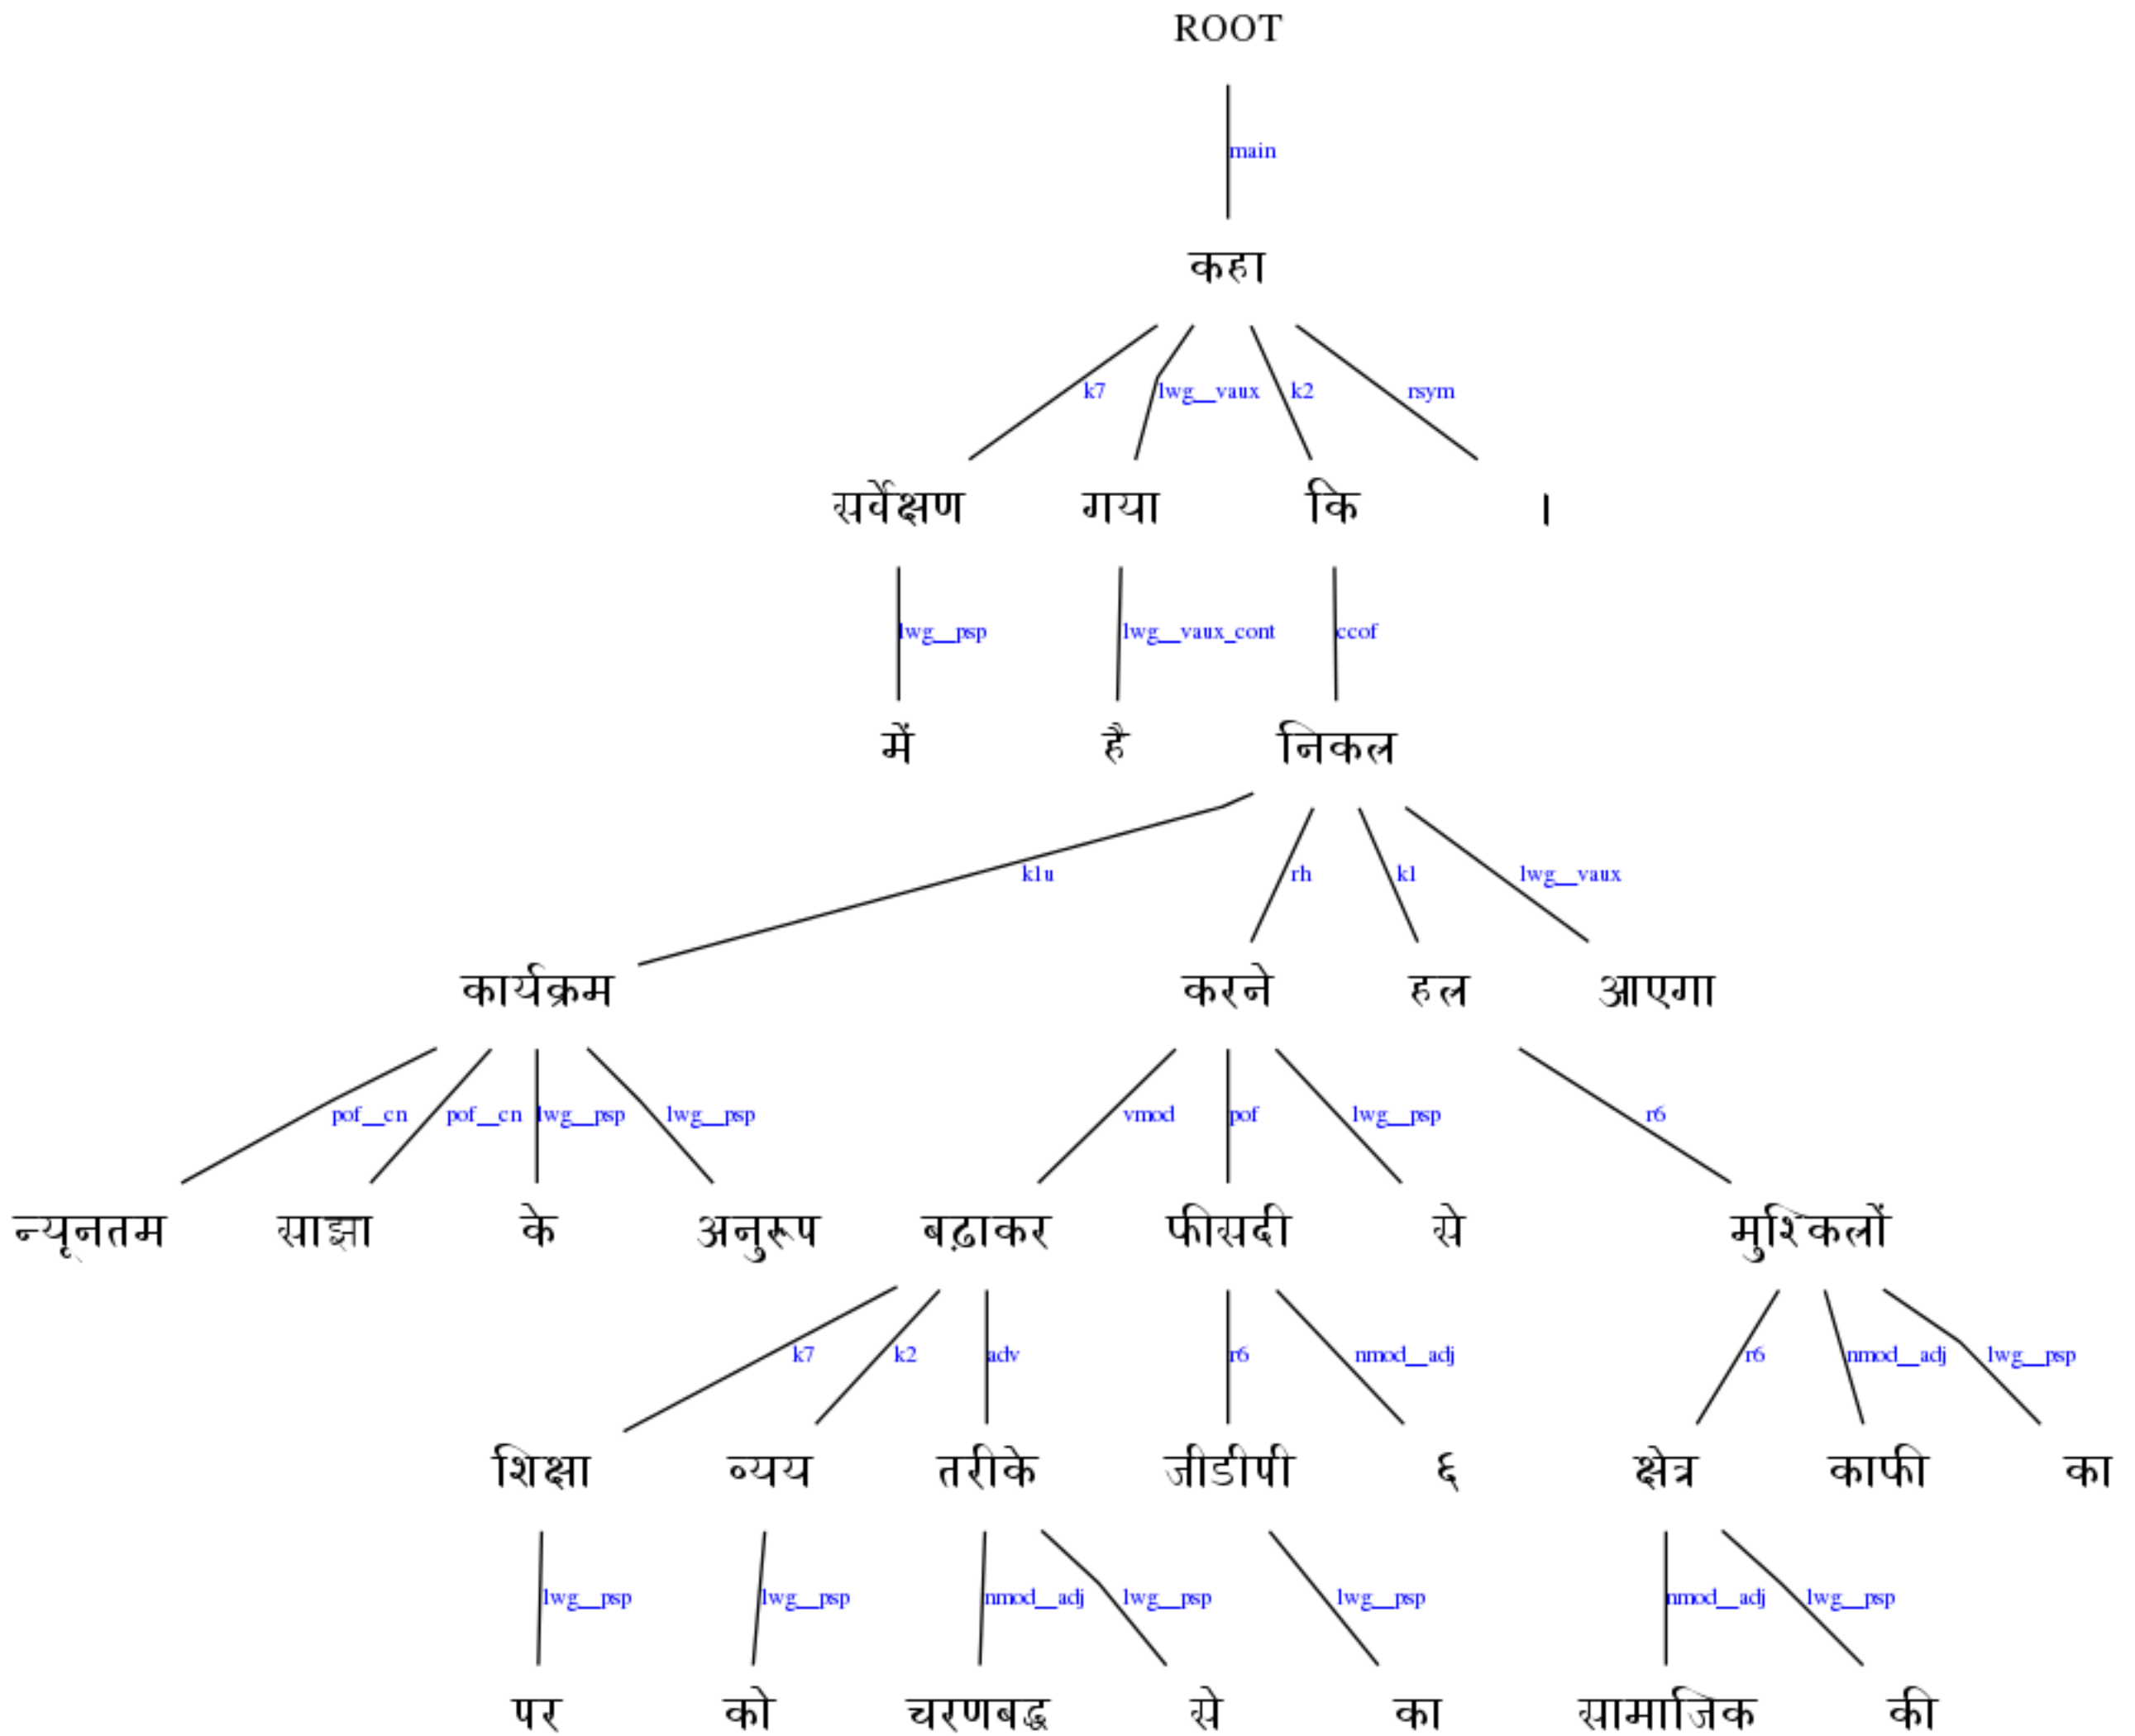 ROOT
main
कहा
k7 lwg__vaux k2 rsym
सर्वेक्षण गया कि ।
lwg__psp lwg__vaux_cont ccof
में है निकल
k1u rh k1 lwg__vaux
कार्यक्रम करने हल आएगा
pof__cn pof__cn lwg__psp lwg__psp vmod pof lwg__psp r6
न्यूनतम साझा के अनुरूप बढ़ाकर फीसदी से मुश्किलों
k7 k2 adv r6 nmod__adj r6 nmod__adj lwg__psp
शिक्षा व्यय तरीके जीडीपी ६ क्षेत्र काफी का
lwg__psp lwg__psp nmod__adj lwg__psp lwg__psp nmod__adj lwg__psp
पर को चरणबद्ध से का सामाजिक की